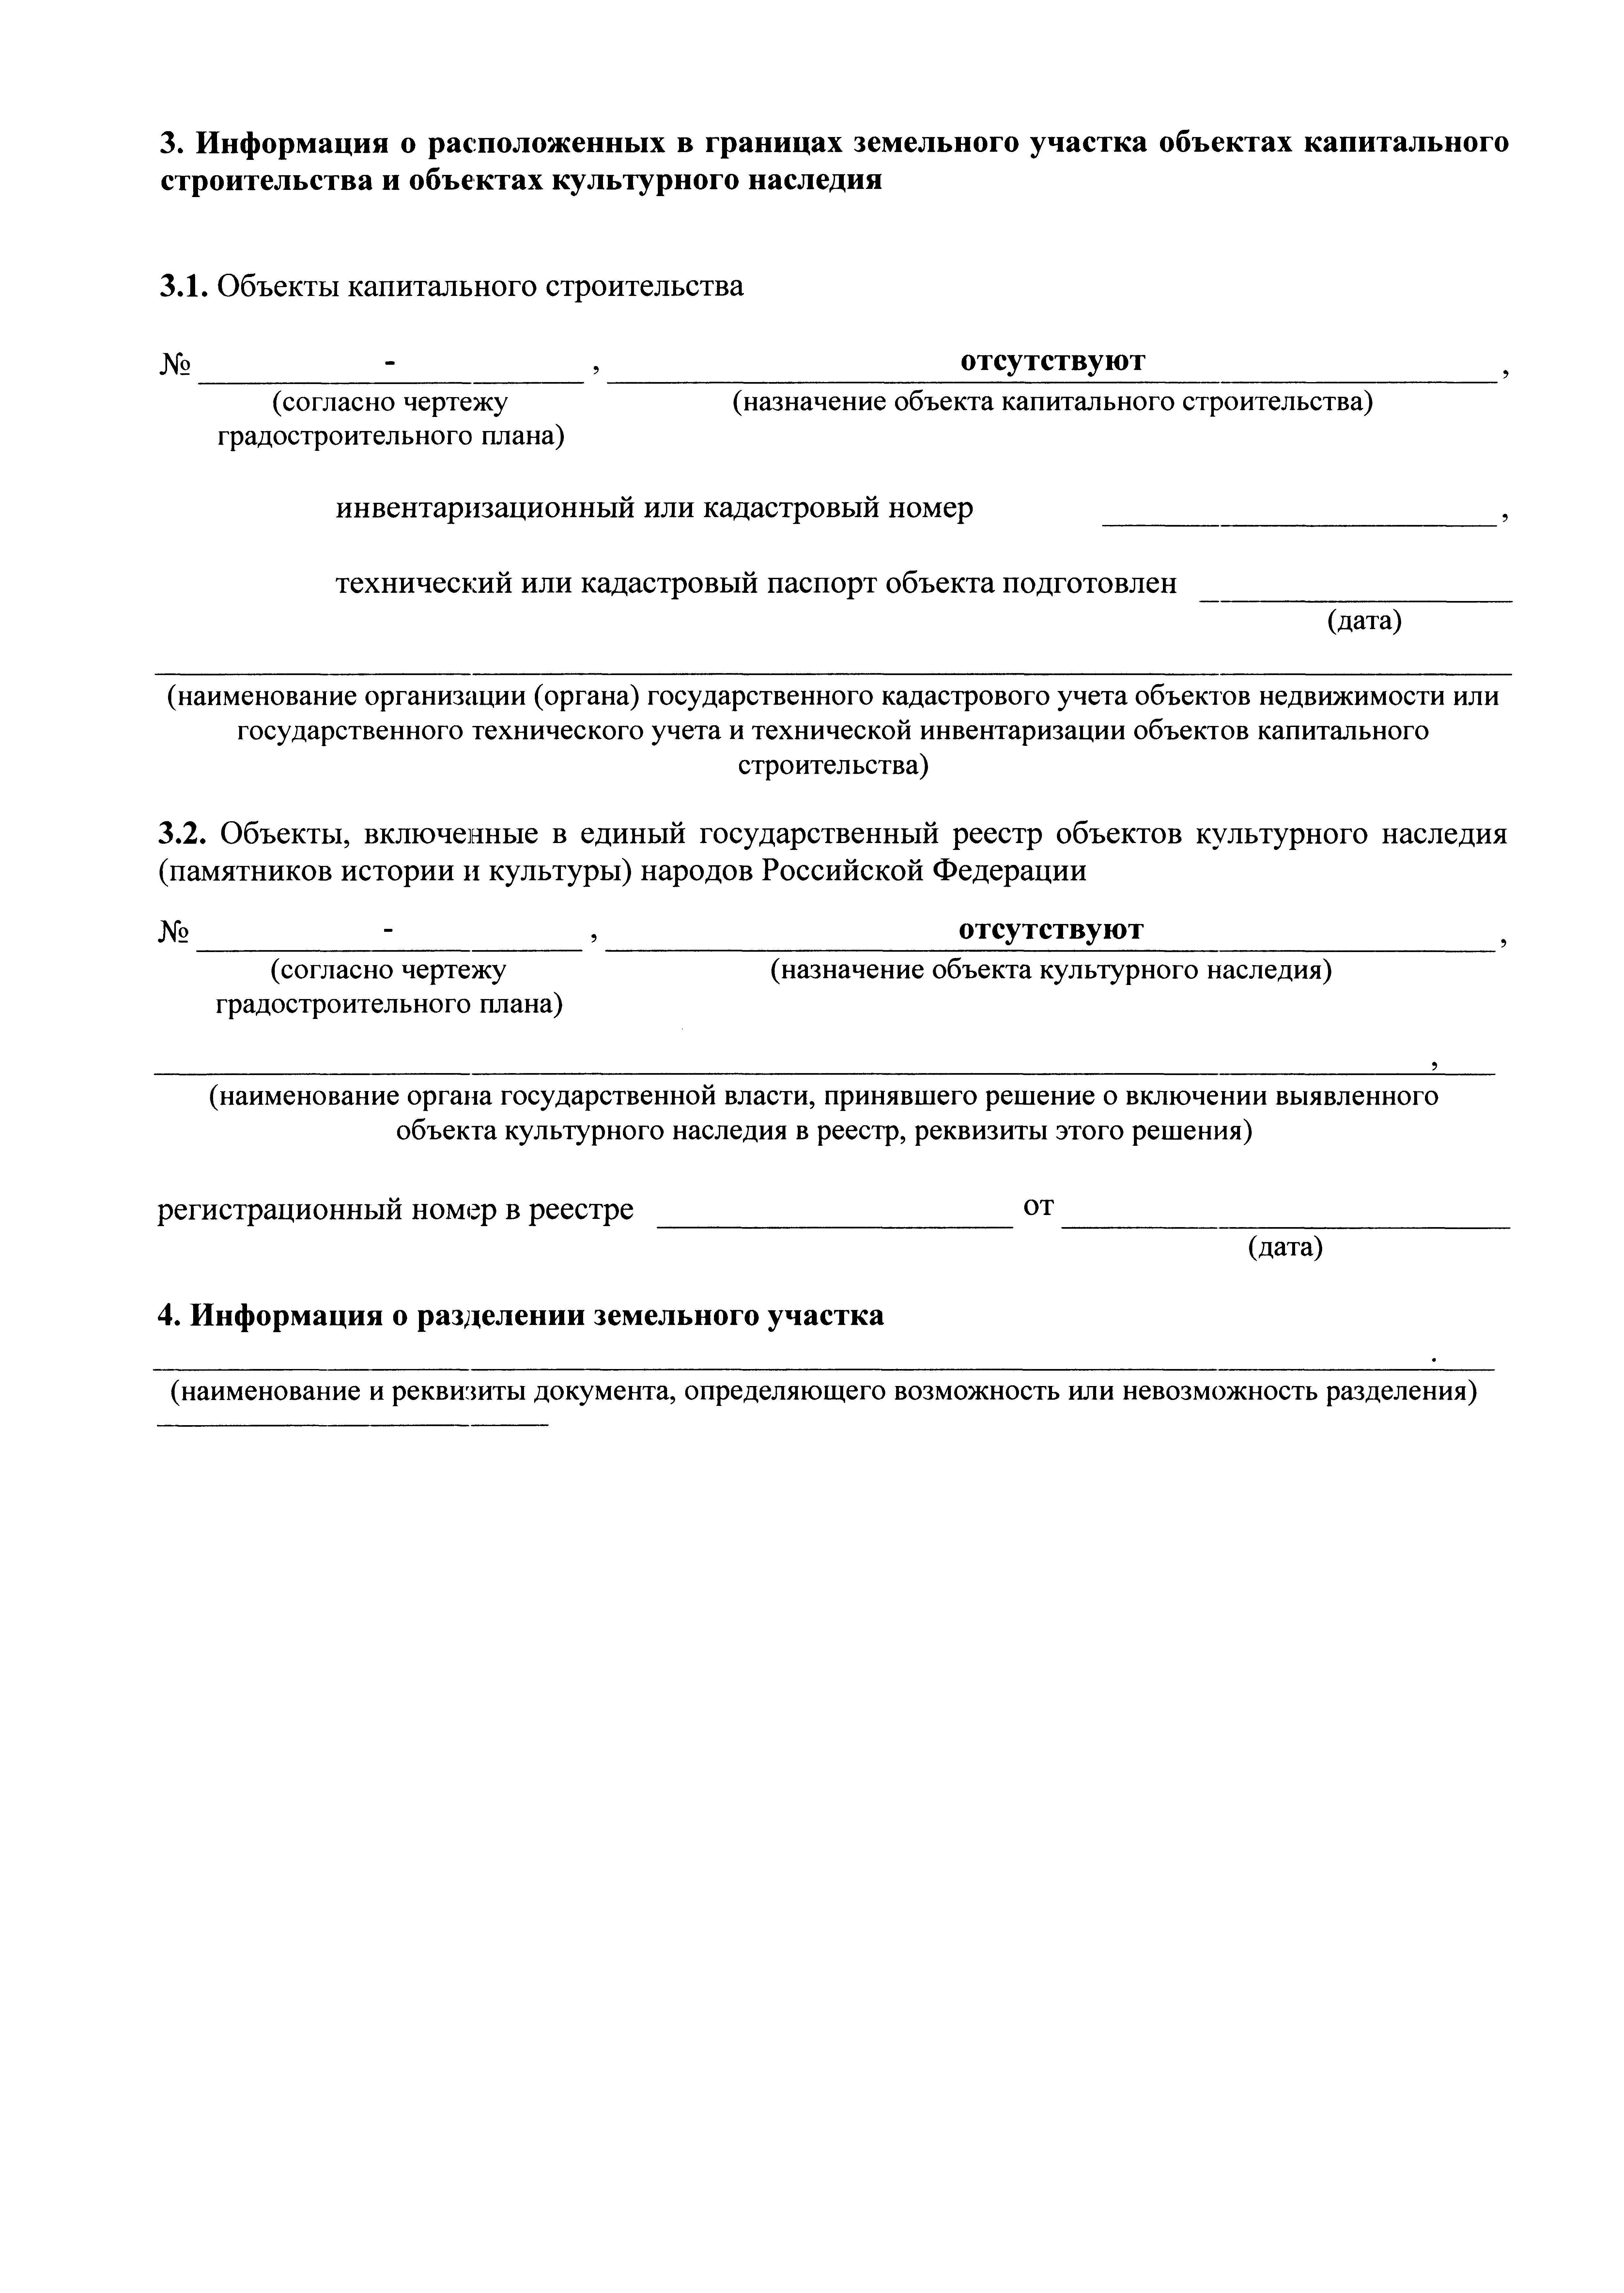 3. Информация о расположенных в границах земельного участка объектах капитального
строительства и объектах культурного наследия
3.1. Объекты капитального строительства
№ - , отсутствуют ,
(согласно чертежу (назначение объекта капитального строительства)
градостроительного плана)
инвентаризационный или кадастровый номер ,
технический или кадастровый паспорт объекта подготовлен
(дата)
(наименование организации (органа) государственного кадастрового учета объектов недвижимости или
государственного технического учета и технической инвентаризации объектов капитального
строительства)
3.2. Объекты, включенные в единый государственный реестр объектов культурного наследия
(памятников истории и культуры) народов Российской Федерации
№ - , отсутствуют ,
(согласно чертежу (назначение объекта культурного наследия)
градостроительного плана)
,
(наименование органа государственной власти, принявшего решение о включении выявленного
объекта культурного наследия в реестр, реквизиты этого решения)
регистрационный номер в реестре от
(дата)
4. Информация о разделении земельного участка
.
(наименование и реквизиты документа, определяющего возможность или невозможность разделения)